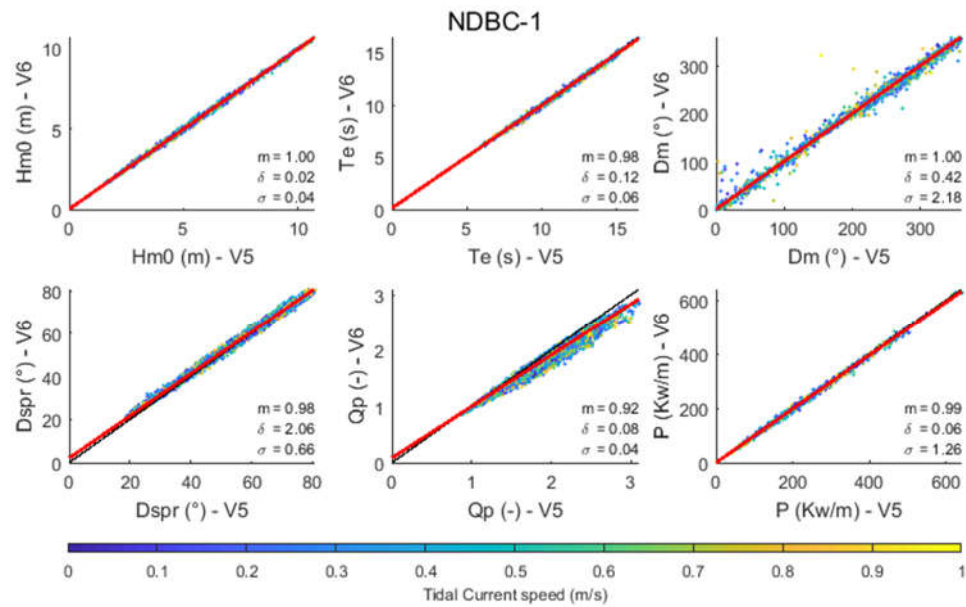 NDBC-1
Hm0 (m) - V6
10
5
0
0 5 10
m = 1.00
δ = 0.02
σ = 0.04
Hm0 (m) - V5
Te (s) - V6
15
10
5
0
0 5 10 15
m = 0.98
δ = 0.12
σ = 0.06
Te (s) - V5
Dm (°) - V6
300
200
100
0
0 100 200 300
m = 1.00
δ = 0.42
σ = 2.18
Dm (°) - V5
Dspr (°) - V6
80
60
40
20
0
0 20 40 60 80
m = 0.98
δ = 2.06
σ = 0.66
Dspr (°) - V5
Qp (-) - V6
3
2
1
0
0 1 2 3
m = 0.92
δ = 0.08
σ = 0.04
Qp (-) - V5
P (Kw/m) - V6
600
400
200
0
0 200 400 600
m = 0.99
δ = 0.06
σ = 1.26
P (Kw/m) - V5
0 0.1 0.2 0.3 0.4 0.5 0.6 0.7 0.8 0.9 1
Tidal Current speed (m/s)